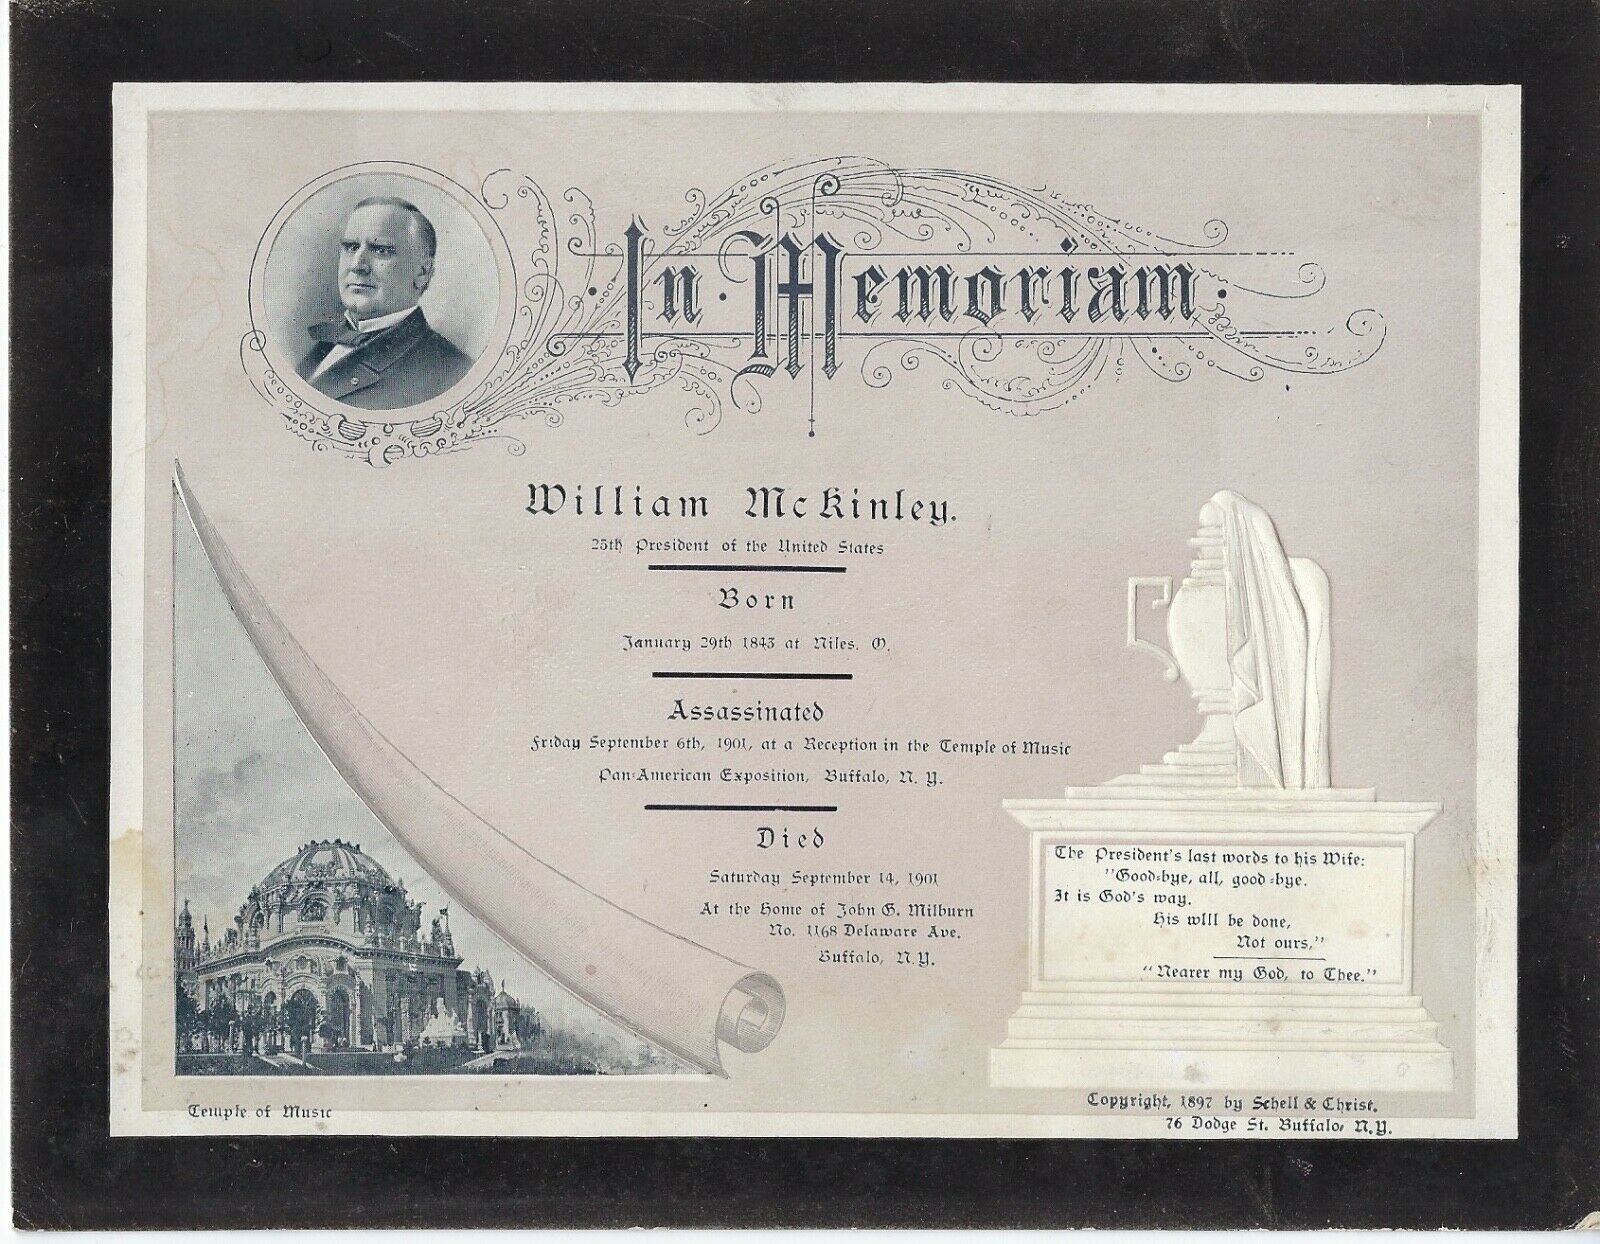 In Memoriam
William McKinley.
25th President of the United States
Born
January 29th 1843 at Niles, O.
Assassinated
Friday September 6th, 1901, at a Reception in the Temple of Music
Pan-American Exposition, Buffalo, N. Y.
Died
Saturday September 14, 1901
At the Home of John G. Milburn
No. 1168 Delaware Ave.
Buffalo, N.Y.
The President's last words to his Wife:
"Good-bye, all, good-bye.
It is God's way.
His will be done,
Not ours,"
"Nearer my God, to Thee."
Temple of Music
Copyright, 1897 by Schell & Christ.
76 Dodge St. Buffalo, N.Y.